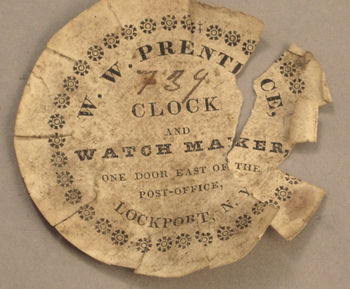 W. W. PRENTICE,
739
CLOCK
AND
WATCH MAKER,
ONE DOOR EAST OF THE
POST-OFFICE,
LOCKPORT, N. Y.